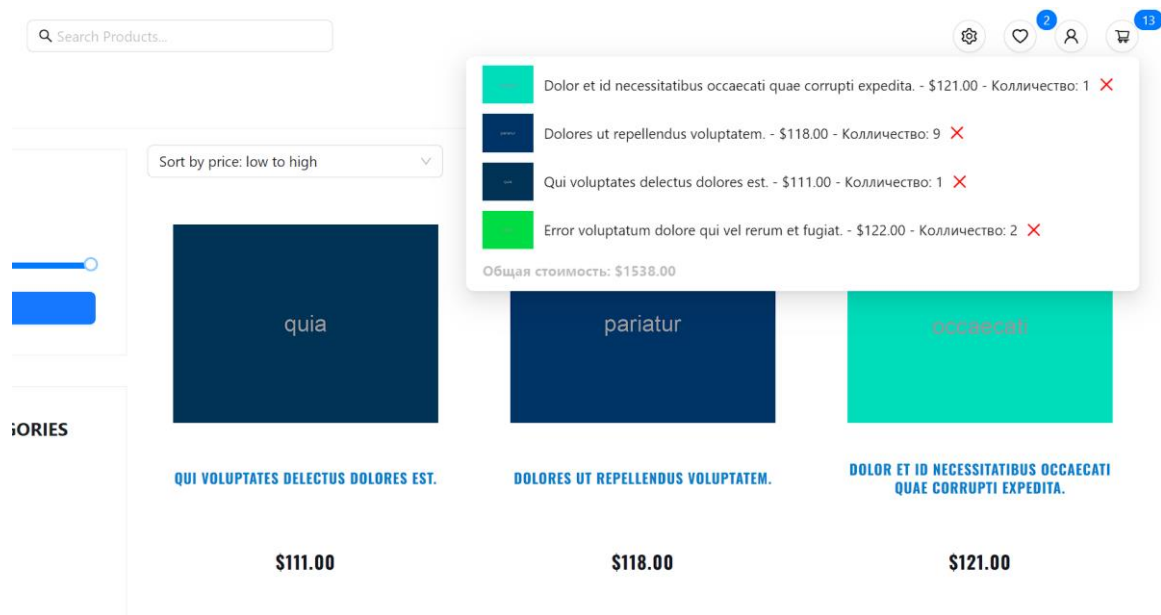 Search Products...
2
13
Dolor et id necessitatibus occaecati quae corrupti expedita. - $121.00 - Колличество: 1
Dolores ut repellendus voluptatem. - $118.00 - Колличество: 9
Qui voluptates delectus dolores est. - $111.00 - Колличество: 1
Error voluptatum dolore qui vel rerum et fugiat. - $122.00 - Колличество: 2
Общая стоимость: $1538.00
Sort by price: low to high
quia
pariatur
occaecati
GORIES
QUI VOLUPTATES DELECTUS DOLORES EST.
DOLORES UT REPELLENDUS VOLUPTATEM.
DOLOR ET ID NECESSITATIBUS OCCAECATI
QUAE CORRUPTI EXPEDITA.
$111.00
$118.00
$121.00